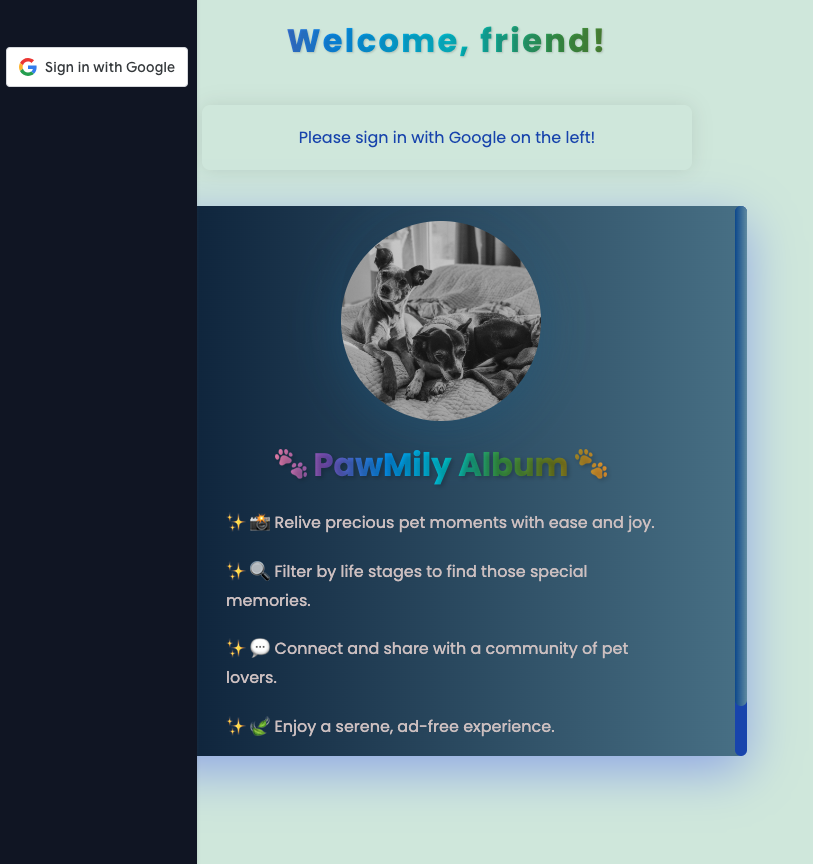 Welcome, friend!
Sign in with Google
Please sign in with Google on the left!
🐾 PawMily Album 🐾
✨ 📸 Relive precious pet moments with ease and joy.
✨ 🔍 Filter by life stages to find those special
memories.
✨ 💬 Connect and share with a community of pet
lovers.
✨ 🌿 Enjoy a serene, ad-free experience.